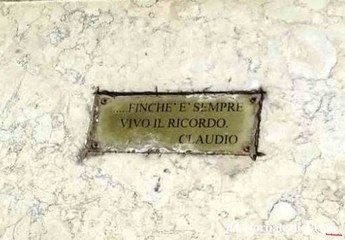 ....FINCHE' E' SEMPRE
VIVO IL RICORDO.
CLAUDIO